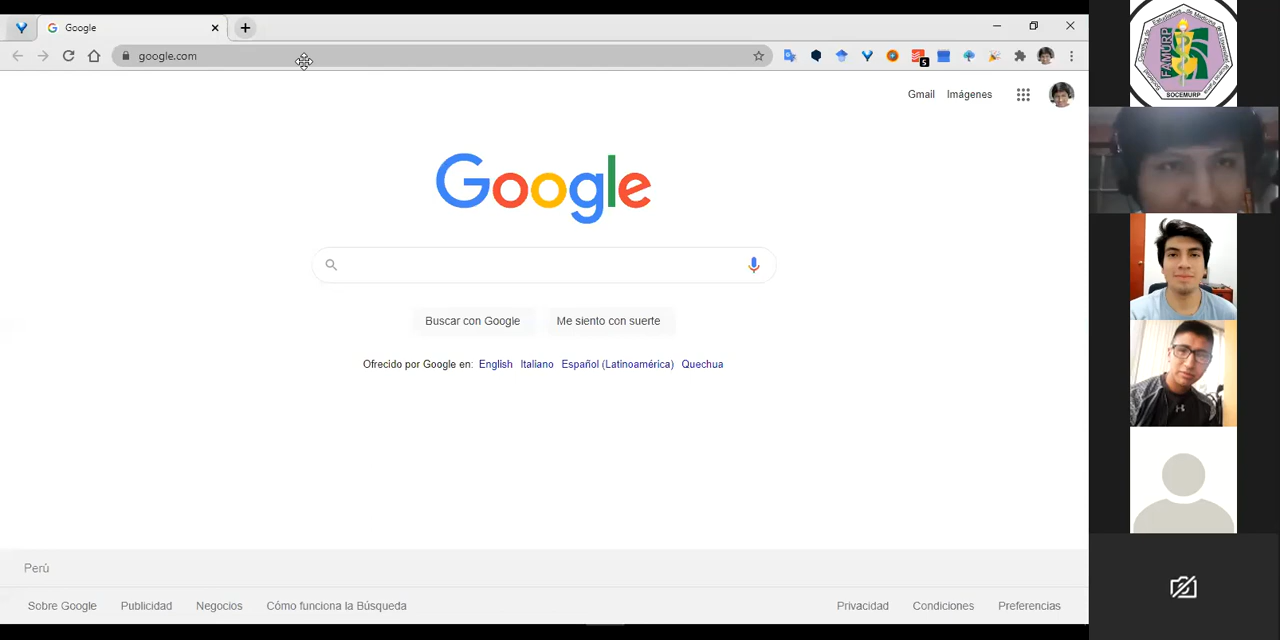 Google
google.com
5
Gmail Imágenes
Google
Buscar con Google Me siento con suerte
Ofrecido por Google en: English Italiano Español (Latinoamérica) Quechua
Perú
Sobre Google Publicidad Negocios Cómo funciona la Búsqueda
Privacidad Condiciones Preferencias
FAMURP
SOCEMURP